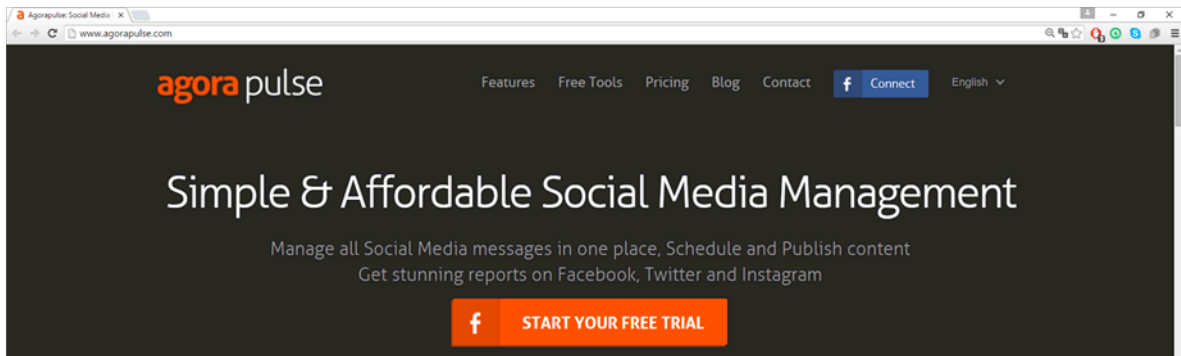 Agorapulse: Social Media
www.agorapulse.com
agora pulse
Features Free Tools Pricing Blog Contact f Connect English
Simple & Affordable Social Media Management
Manage all Social Media messages in one place, Schedule and Publish content
Get stunning reports on Facebook, Twitter and Instagram
f START YOUR FREE TRIAL